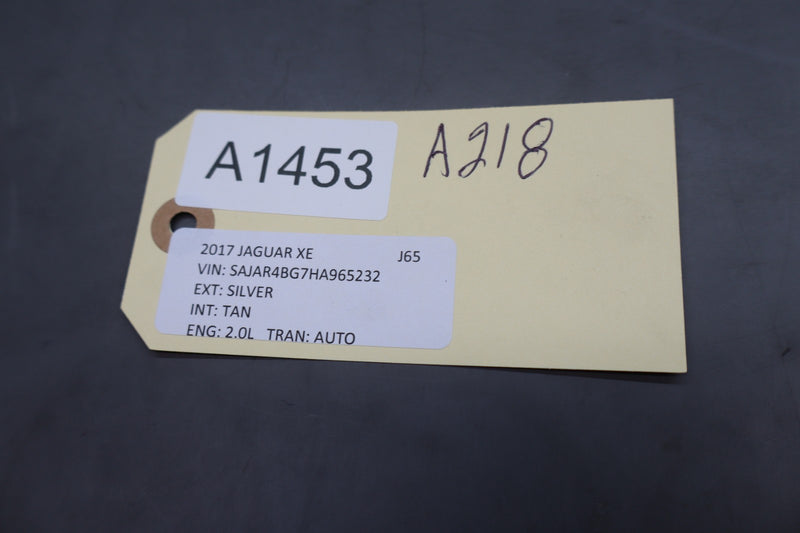 A1453
A218
2017 JAGUAR XE J65
VIN: SAJAR4BG7HA965232
EXT: SILVER
INT: TAN
ENG: 2.0L TRAN: AUTO